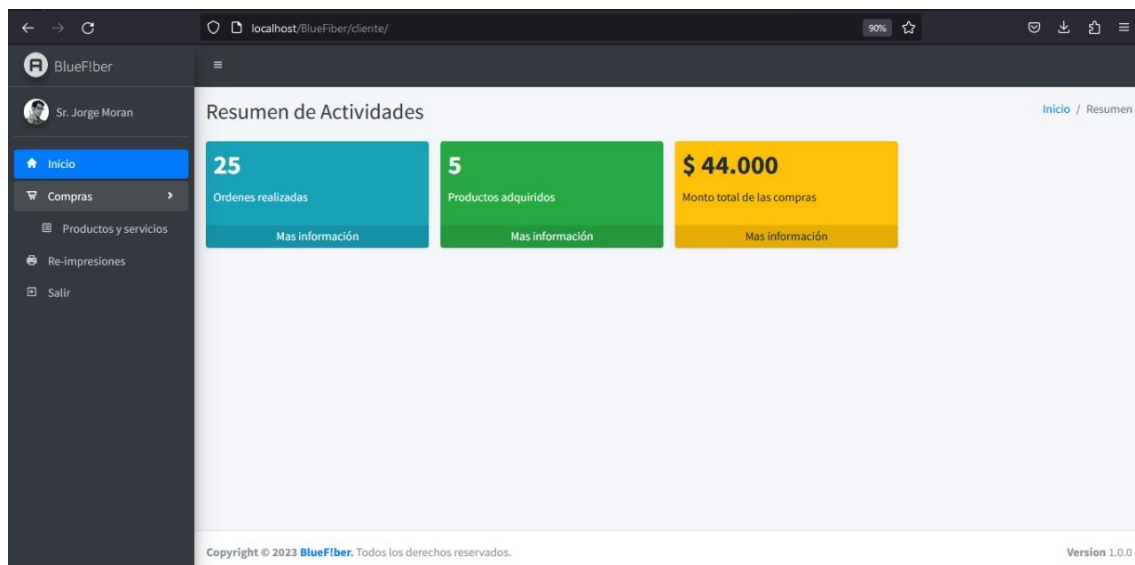 localhost/BlueFiber/cliente/
90%
BlueF!ber
Sr. Jorge Moran
Inicio
Compras
Productos y servicios
Re-impresiones
Salir
Resumen de Actividades
Inicio / Resumen
25
Ordenes realizadas
Mas información
5
Productos adquiridos
Mas información
$ 44.000
Monto total de las compras
Mas información
Copyright © 2023 BlueF!ber. Todos los derechos reservados.
Version 1.0.0